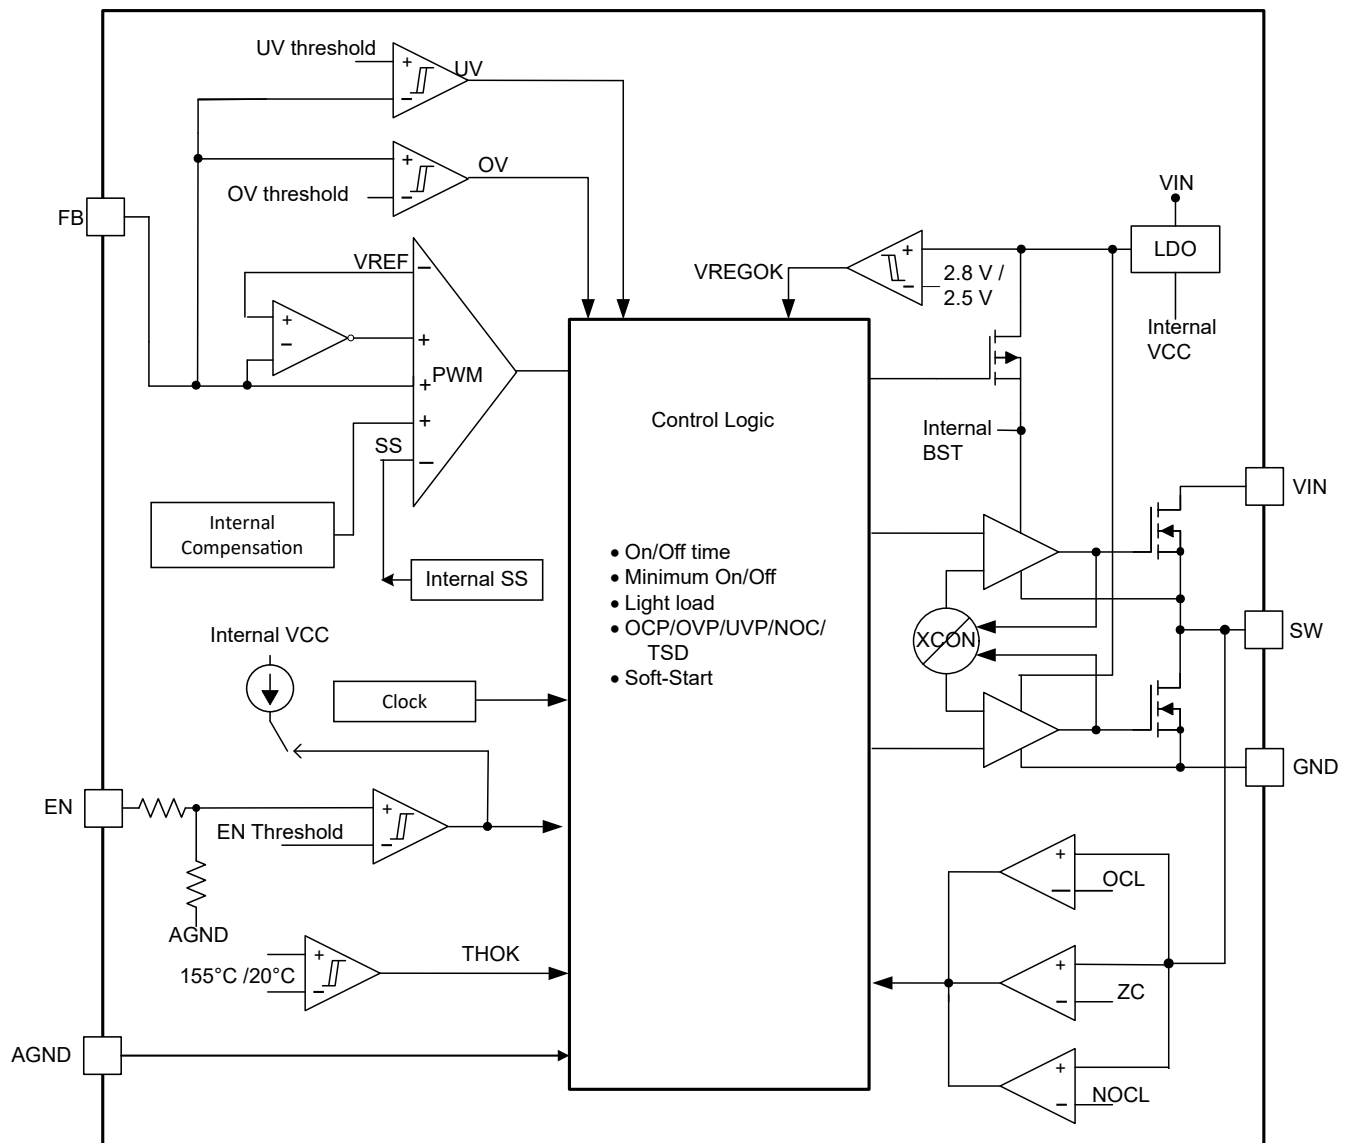 UV threshold
+
−
UV
+
−
OV
OV threshold
FB
VREF
−
+
−
+
+ PWM
+
SS
−
Internal
Compensation
Internal SS
VIN
LDO
VREGOK
+
−
2.8 V /
2.5 V
Internal
VCC
Control Logic
Internal
BST
VIN
• On/Off time
• Minimum On/Off
• Light load
• OCP/OVP/UVP/NOC/
TSD
• Soft-Start
XCON
SW
Internal VCC
Clock
GND
EN
+
−
EN Threshold
AGND
+
−
155°C /20°C
THOK
AGND
+
−
OCL
+
−
ZC
+
−
NOCL